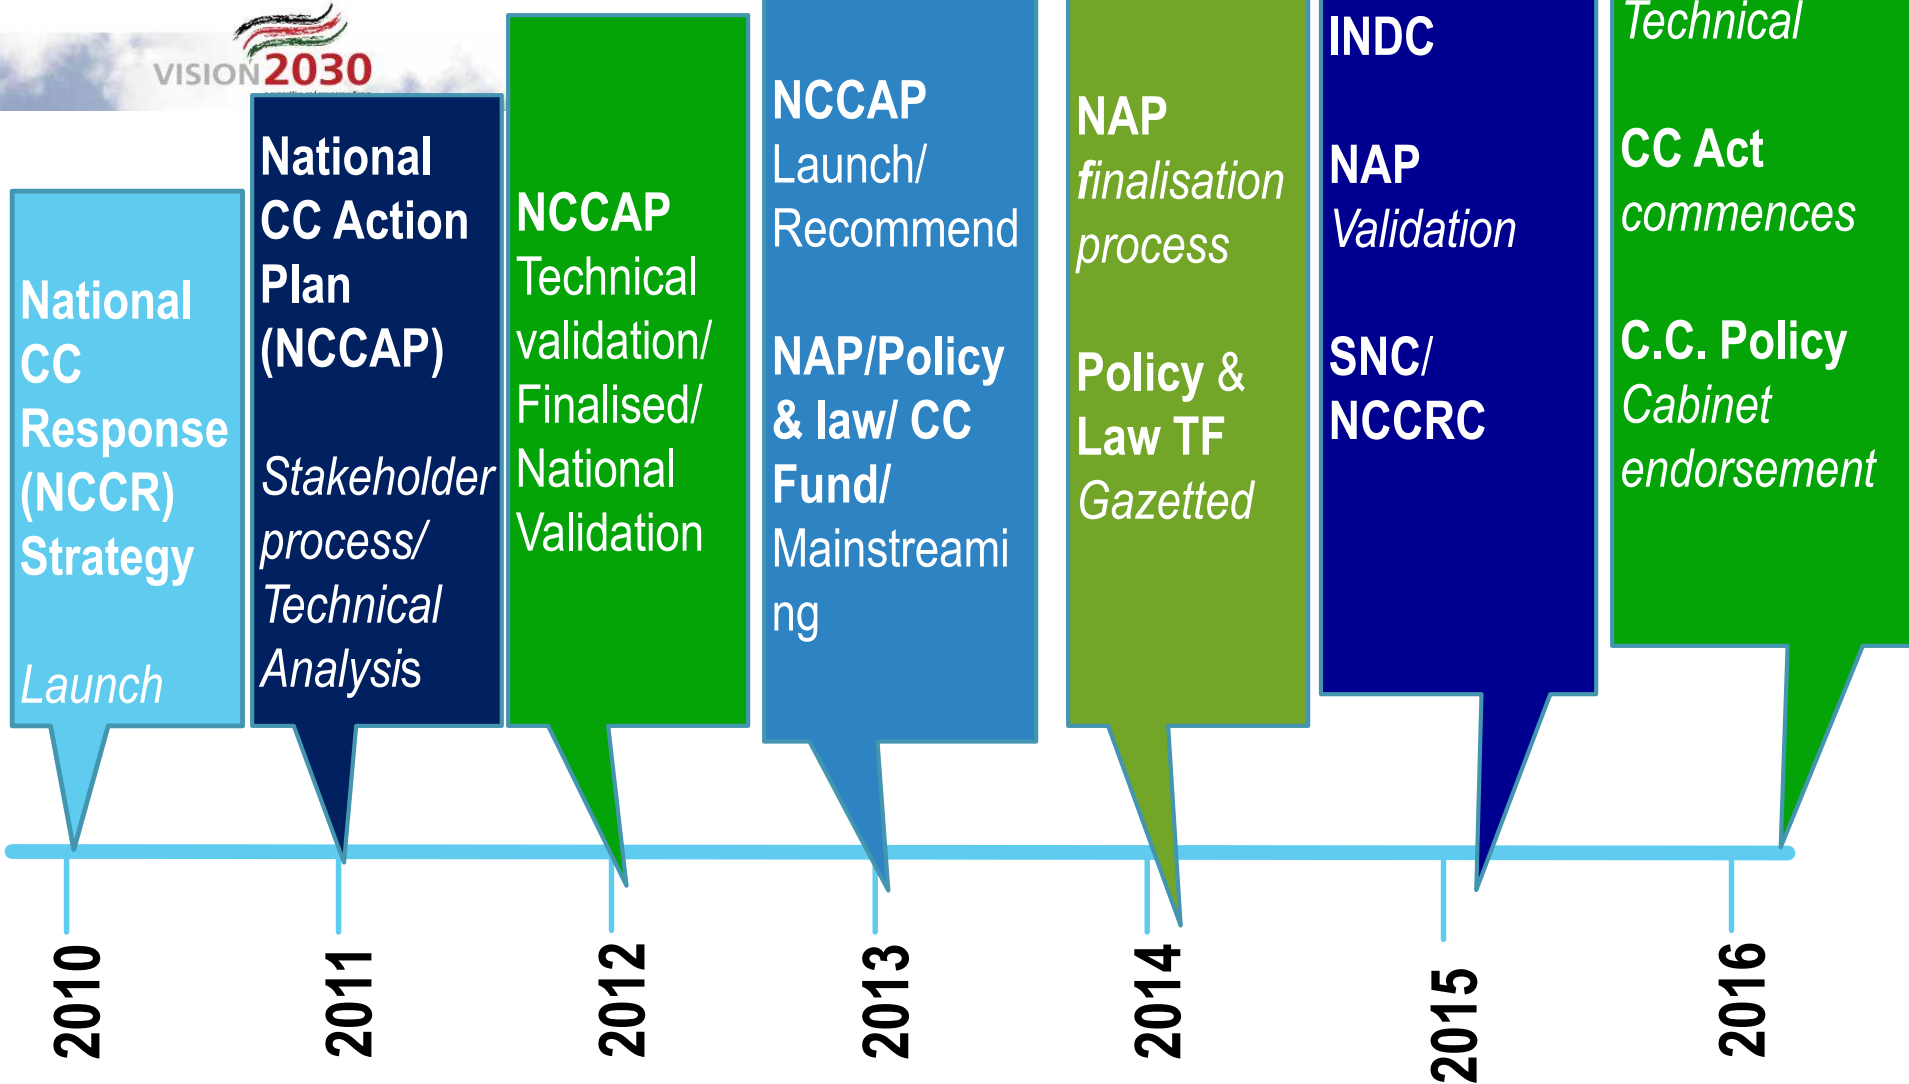 VISION 2030
National
CC
Response
(NCCR)
Strategy
Launch
National
CC Action
Plan
(NCCAP)
Stakeholder
process/
Technical
Analysis
NCCAP
Technical
validation/
Finalised/
National
Validation
NCCAP
Launch/
Recommend
NAP/Policy
& law/ CC
Fund/
Mainstreami
ng
NAP
finalisation
process
Policy &
Law TF
Gazetted
INDC
NAP
Validation
SNC/
NCCRC
Technical
CC Act
commences
C.C. Policy
Cabinet
endorsement
2010
2011
2012
2013
2014
2015
2016